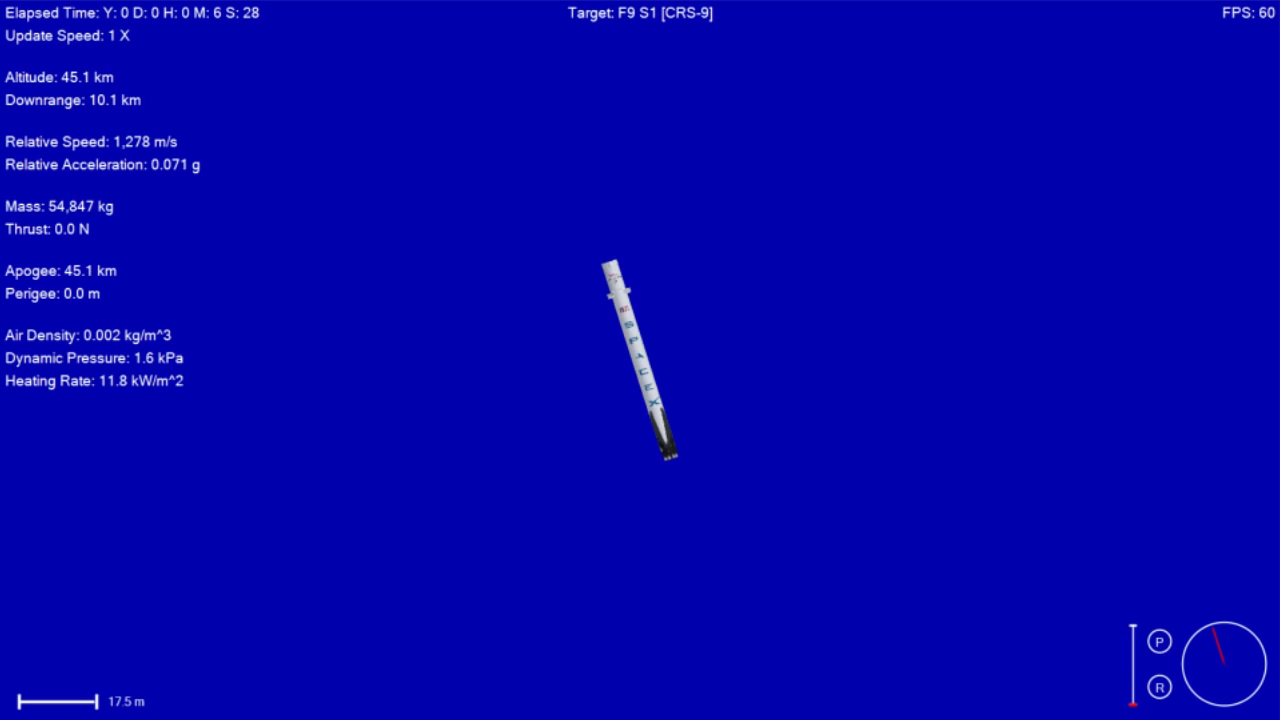 Elapsed Time: Y: 0 D: 0 H: 0 M: 6 S: 28
Update Speed: 1 X
Target: F9 S1 [CRS-9]
FPS: 60
Altitude: 45.1 km
Downrange: 10.1 km
Relative Speed: 1,278 m/s
Relative Acceleration: 0.071 g
Mass: 54,847 kg
Thrust: 0.0 N
Apogee: 45.1 km
Perigee: 0.0 m
Air Density: 0.002 kg/m^3
Dynamic Pressure: 1.6 kPa
Heating Rate: 11.8 kW/m^2
P
R
17.5 m